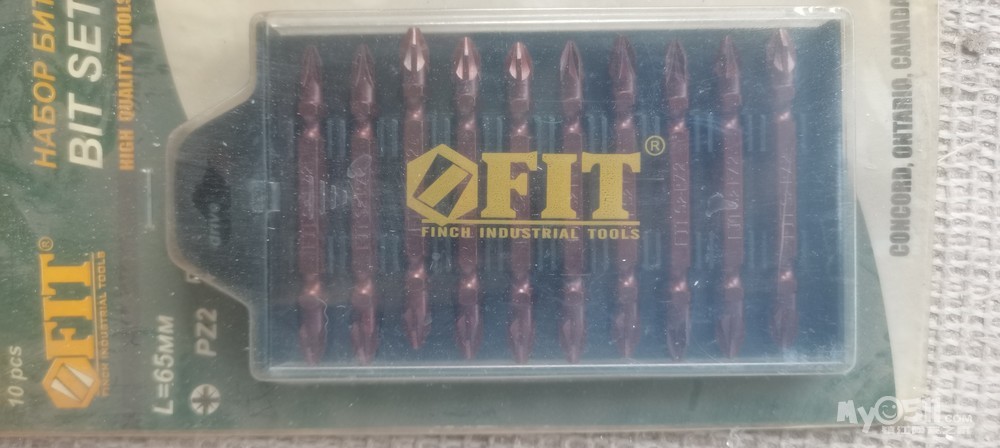 НАБОР БИТ
BIT SET
HIGH QUALITY TOOLS
FIT®
FINCH INDUSTRIAL TOOLS
10 pcs
L=65мм
PZ2
FIT®
FINCH INDUSTRIAL TOOLS
CONCORD, ONTARIO, CANADA